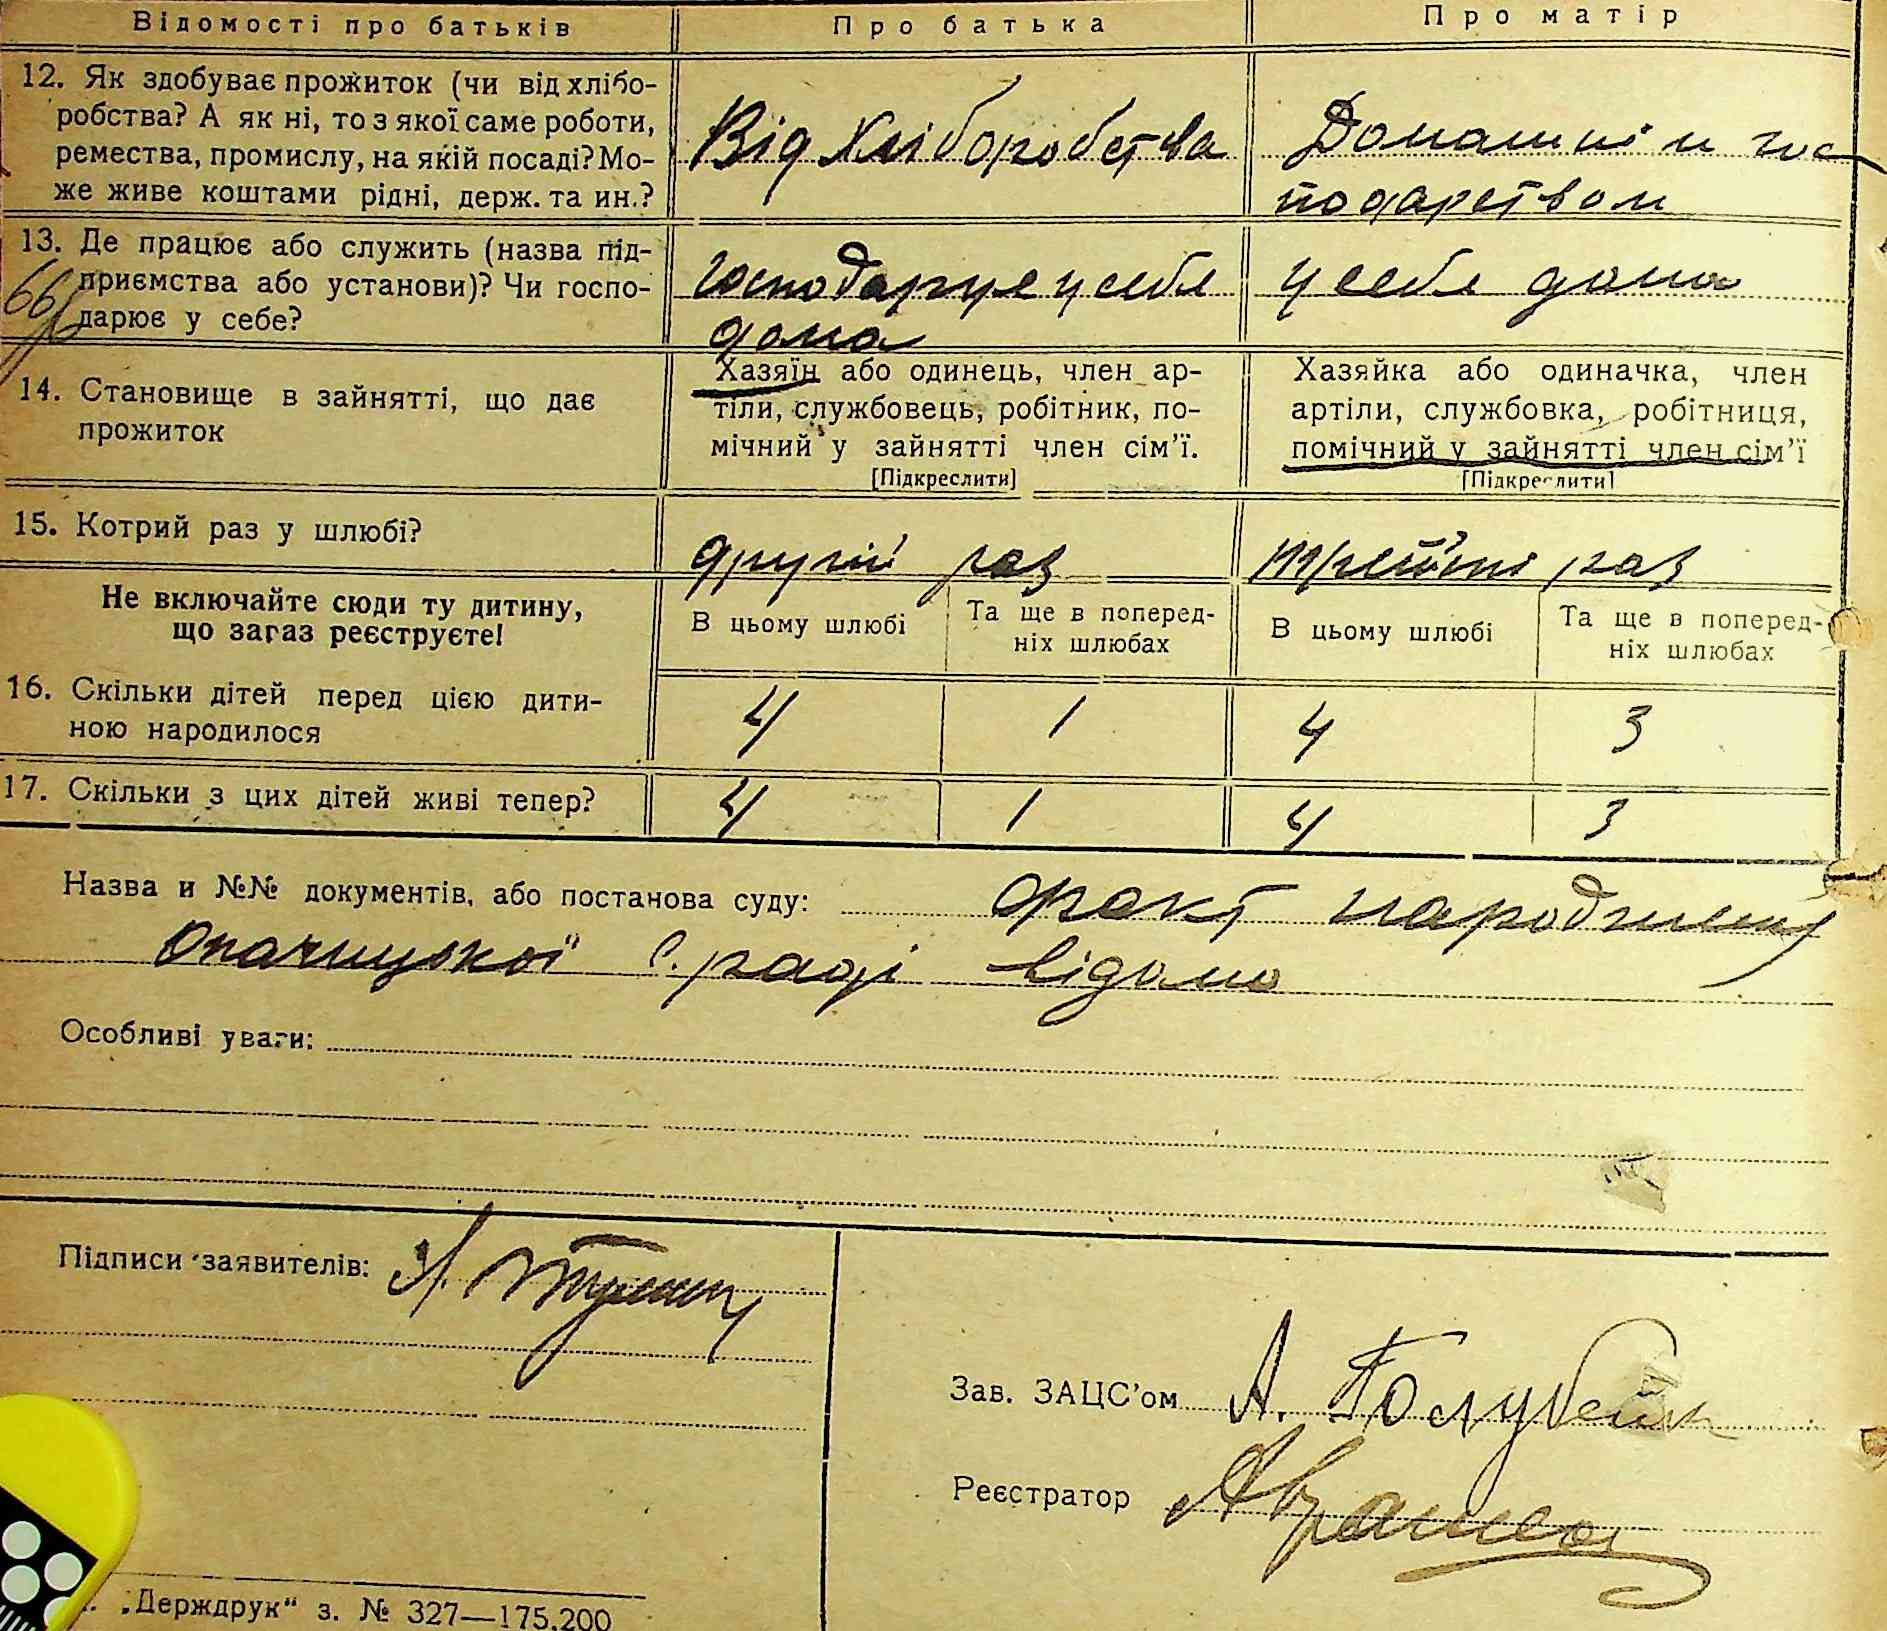 Відомості про батьків
Про батька
Про матір
12. Як здобуває прожиток (чи від хлібо-
робства? А як ні, то з якої саме роботи,
ремества, промислу, на якій посаді? Мо-
же живе коштами рідні, держ. та ин.?
Від хліборобства
Домашнім гос
подарством
13. Де працює або служить (назва під-
приємства або установи)? Чи госпо-
дарює у себе?
66
господарує у себе
дома
у себе дома
14. Становище в зайнятті, що дає
прожиток
Хазяїн або одинець, член ар-
тіли, службовець, робітник, по-
мічний у зайнятті член сім’ї.
[Підкреслити]
Хазяйка або одиначка, член
артіли, службовка, робітниця,
помічний у зайнятті член сім’ї
[Підкреслити]
15. Котрий раз у шлюбі?
другий раз
раз
Не включайте сюди ту дитину,
що зараз реєструєте!
В цьому шлюбі
Та ще в поперед-
ніх шлюбах
В цьому шлюбі
Та ще в поперед-
ніх шлюбах
16. Скільки дітей перед цією дити-
ною народилося
4 1 4 3
17. Скільки з цих дітей живі тепер?
4 1 4 3
Назва и №№ документів, або постанова суду: факт народження
Опачицької с. раді відомо
Особливі уваги:
Підписи заявителів:
Зав. ЗАЦС’ом А.
Реєстратор
„Держдрук“ з. № 327—175.200